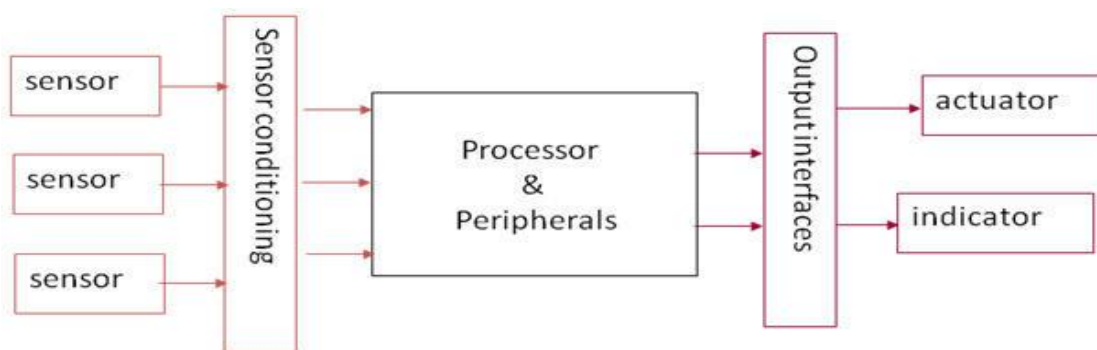 sensor
sensor
sensor
Sensor conditioning
Processor
&
Peripherals
Output interfaces
actuator
indicator